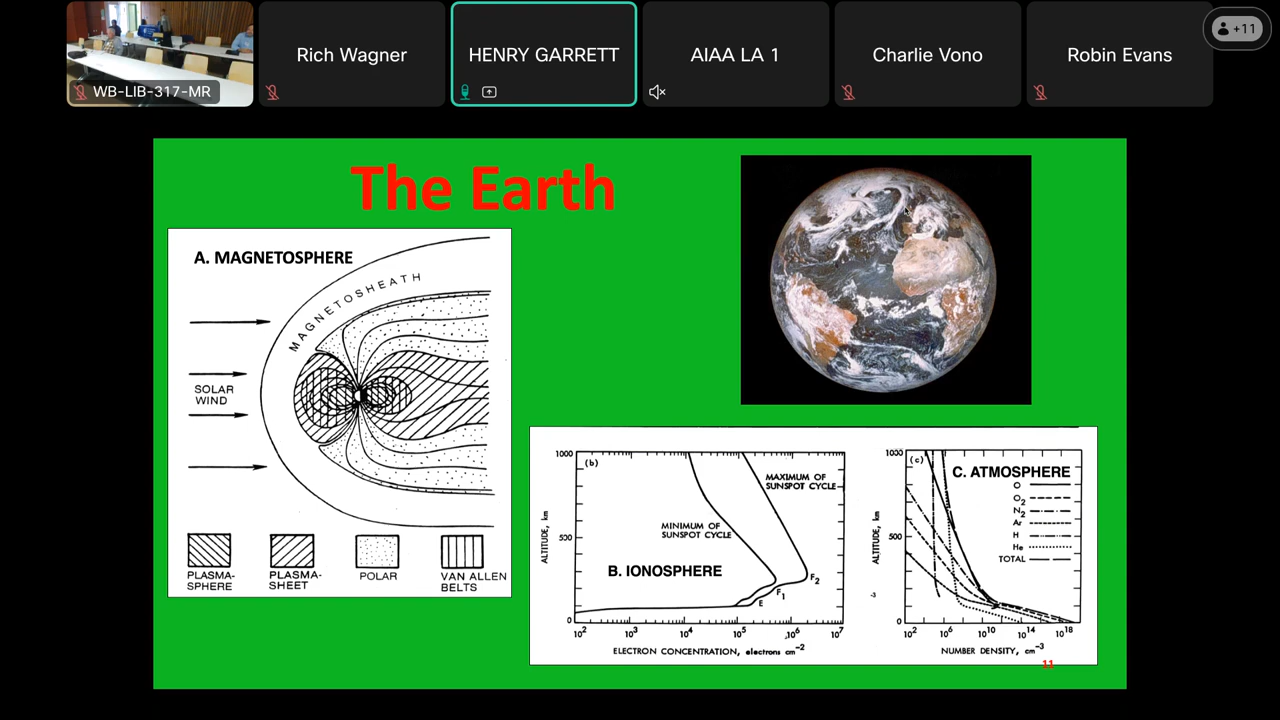 WB-LIB-317-MR
Rich Wagner
HENRY GARRETT
AIAA LA 1
Charlie Vono
Robin Evans
+11
The Earth
A. MAGNETOSPHERE
MAGNETOSHEATH
SOLAR
WIND
PLASMA-
SPHERE
PLASMA-
SHEET
POLAR
VAN ALLEN
BELTS
1000
(b)
MAXIMUM OF
SUNSPOT CYCLE
MINIMUM OF
SUNSPOT CYCLE
ALTITUDE, km
500
B. IONOSPHERE
F2
F1
E
0
10² 10³ 10⁴ 10⁵ 10⁶ 10⁷
ELECTRON CONCENTRATION, electrons cm⁻²
1000
(c)
C. ATMOSPHERE
O
O₂
N₂
Ar
H
He
TOTAL
ALTITUDE, km
500
-3
0
10² 10⁶ 10¹⁰ 10¹⁴ 10¹⁸
NUMBER DENSITY, cm⁻³
11